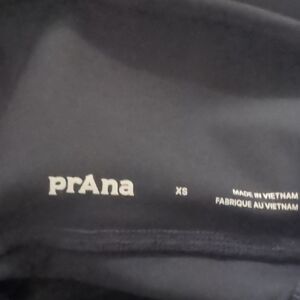 prAna XS MADE IN VIETNAM
FABRIQUE AU VIETNAM